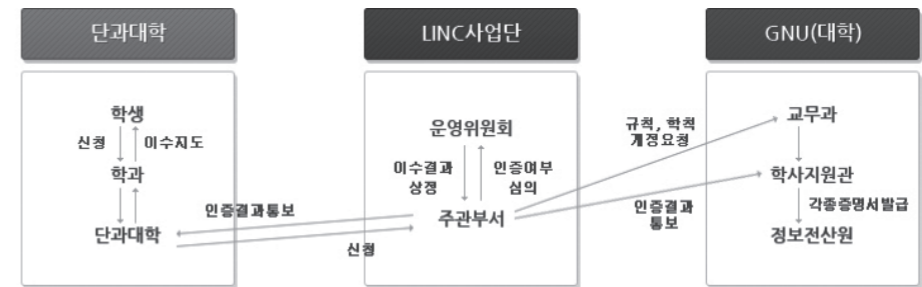 단과대학
LINC사업단
GNU(대학)
학생
신청
이수지도
학과
단과대학
인증결과통보
신청
운영위원회
이수결과
상정
인증여부
심의
주관부서
규칙, 학칙
개정요청
인증결과
통보
교무과
학사지원관
각종증명서발급
정보전산원